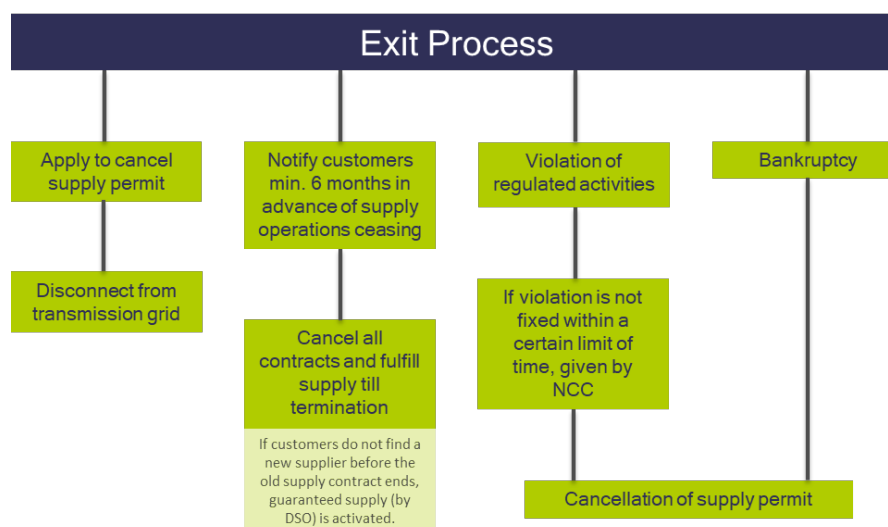 Exit Process
Apply to cancel
supply permit
Disconnect from
transmission grid
Notify customers
min. 6 months in
advance of supply
operations ceasing
Cancel all
contracts and fulfill
supply till
termination
If customers do not find a
new supplier before the
old supply contract ends,
guaranteed supply (by
DSO) is activated.
Violation of
regulated activities
If violation is not
fixed within a
certain limit of
time, given by
NCC
Bankruptcy
Cancellation of supply permit